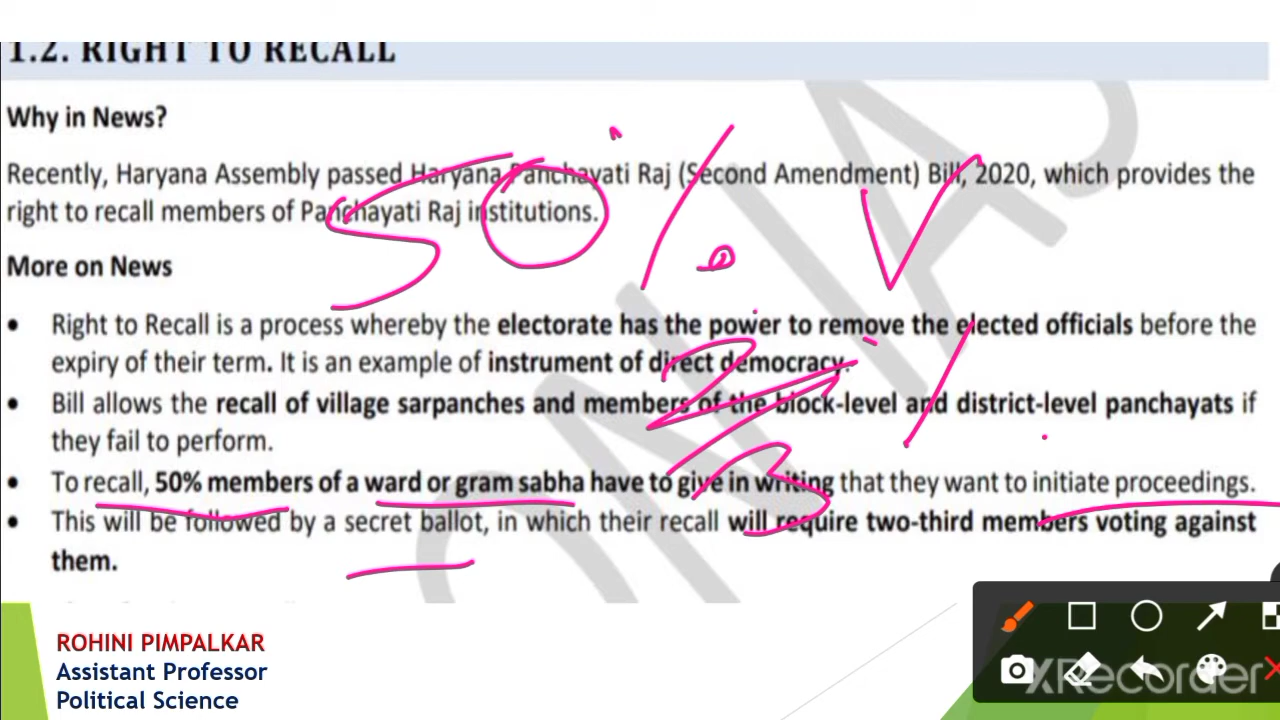 1.2. RIGHT TO RECALL
Why in News?
Recently, Haryana Assembly passed Haryana Panchayati Raj (Second Amendment) Bill, 2020, which provides the
right to recall members of Panchayati Raj institutions.
50%
More on News
• Right to Recall is a process whereby the electorate has the power to remove the elected officials before the
expiry of their term. It is an example of instrument of direct democracy.
• Bill allows the recall of village sarpanches and members of the block-level and district-level panchayats if
they fail to perform.
2/3
• To recall, 50% members of a ward or gram sabha have to give in writing that they want to initiate proceedings.
• This will be followed by a secret ballot, in which their recall will require two-third members voting against
them.
ROHINI PIMPALKAR
Assistant Professor
Political Science
XRecorder